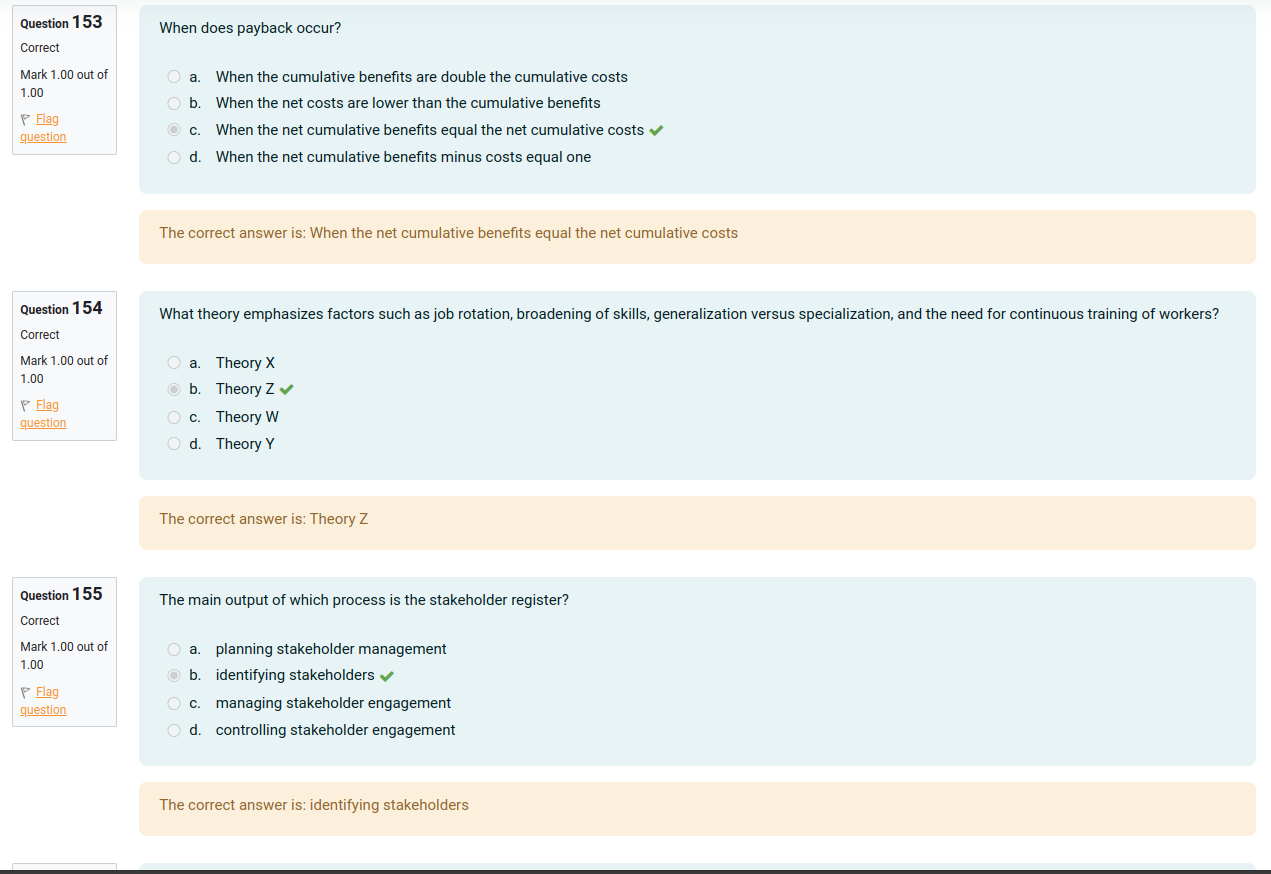 Question 153
Correct
Mark 1.00 out of
1.00
Flag
question
When does payback occur?
a. When the cumulative benefits are double the cumulative costs
b. When the net costs are lower than the cumulative benefits
c. When the net cumulative benefits equal the net cumulative costs
d. When the net cumulative benefits minus costs equal one
The correct answer is: When the net cumulative benefits equal the net cumulative costs
Question 154
Correct
Mark 1.00 out of
1.00
Flag
question
What theory emphasizes factors such as job rotation, broadening of skills, generalization versus specialization, and the need for continuous training of workers?
a. Theory X
b. Theory Z
c. Theory W
d. Theory Y
The correct answer is: Theory Z
Question 155
Correct
Mark 1.00 out of
1.00
Flag
question
The main output of which process is the stakeholder register?
a. planning stakeholder management
b. identifying stakeholders
c. managing stakeholder engagement
d. controlling stakeholder engagement
The correct answer is: identifying stakeholders